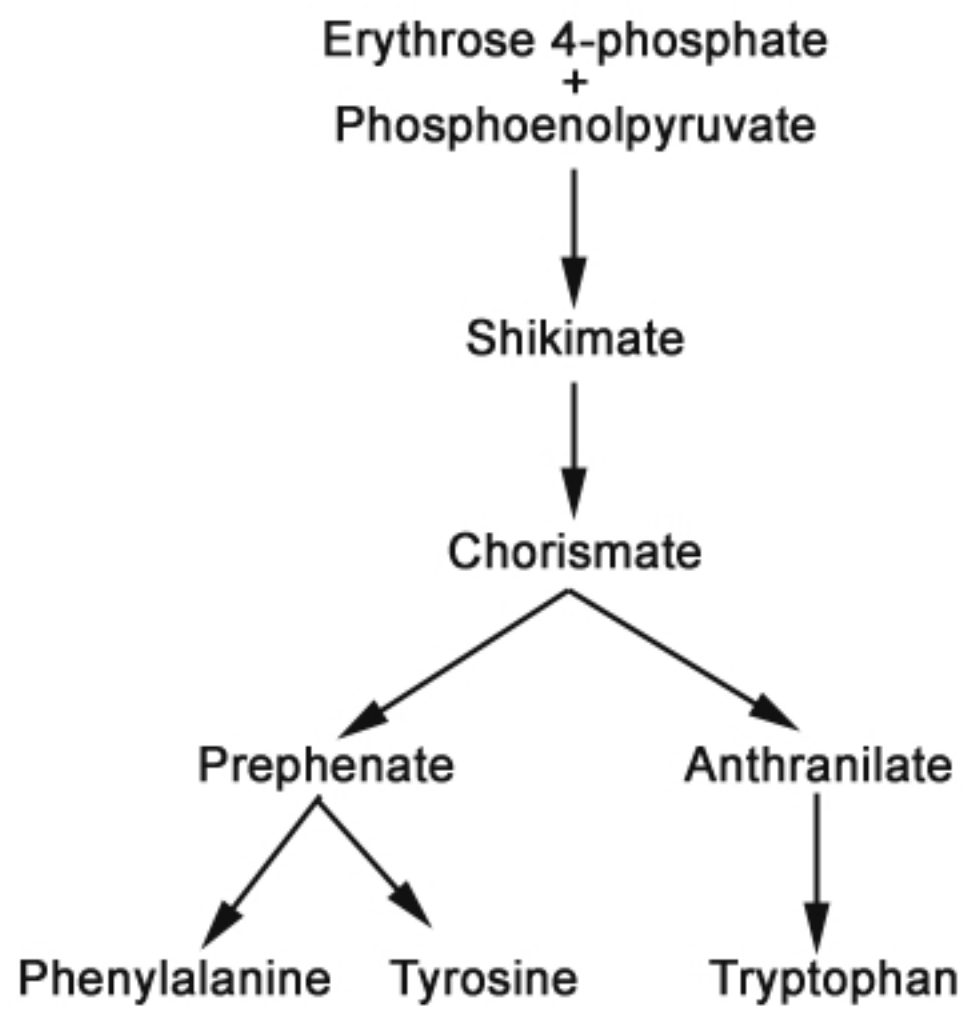 Erythrose 4-phosphate
+
Phosphoenolpyruvate
Shikimate
Chorismate
Prephenate
Anthranilate
Phenylalanine
Tyrosine
Tryptophan